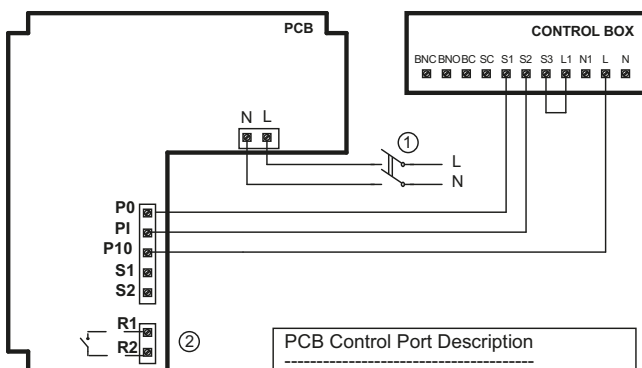 PCB
CONTROL BOX
BNC BNO BC SC S1 S2 S3 L1 N1 L N
N L
①
L
N
P0
PI
P10
S1
S2
R1
R2
②
PCB Control Port Description
---------------------------------------